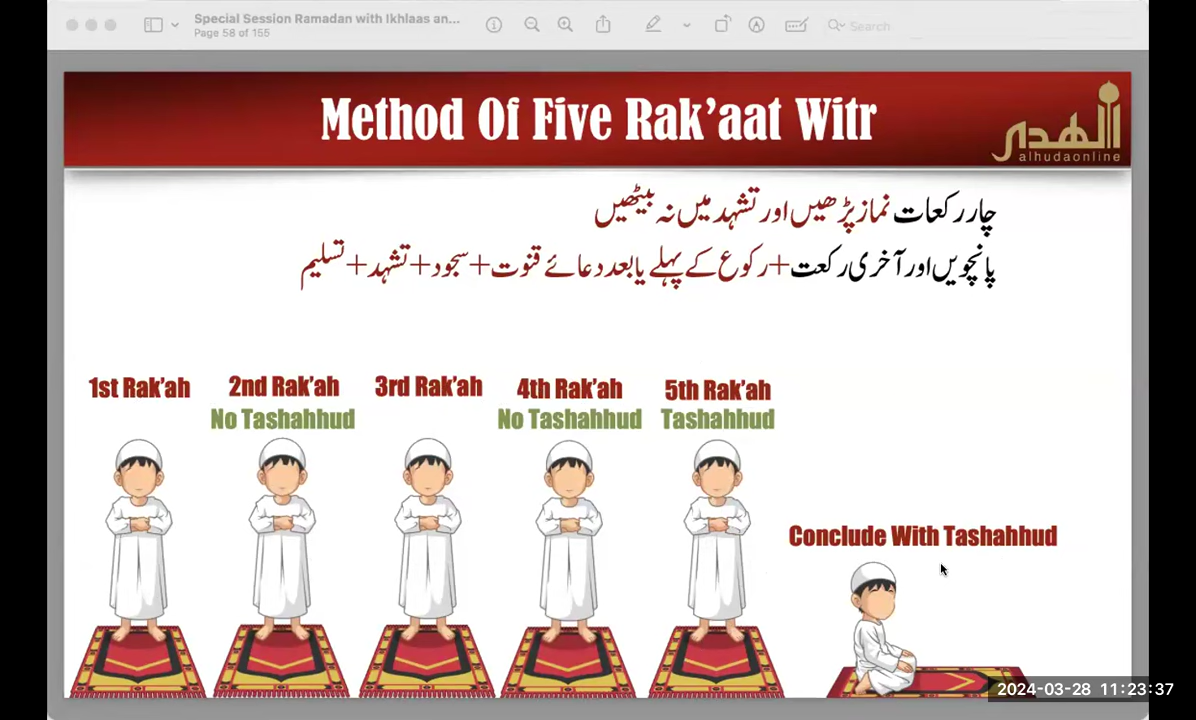 Special Session Ramadan with Ikhlaas an...
Page 58 of 155
Search
Method Of Five Rak'aat Witr
الهدى
alhudaonline
چار رکعات نماز پڑھیں اور تشہد میں نہ بیٹھیں
پانچویں اور آخری رکعت+رکوع کے پہلے یا بعد دعائے قنوت+سجود+تشہد+تسلیم
1st Rak'ah
2nd Rak'ah
3rd Rak'ah
4th Rak'ah
5th Rak'ah
No Tashahhud
No Tashahhud
Tashahhud
Conclude With Tashahhud
2024-03-28 11:23:37